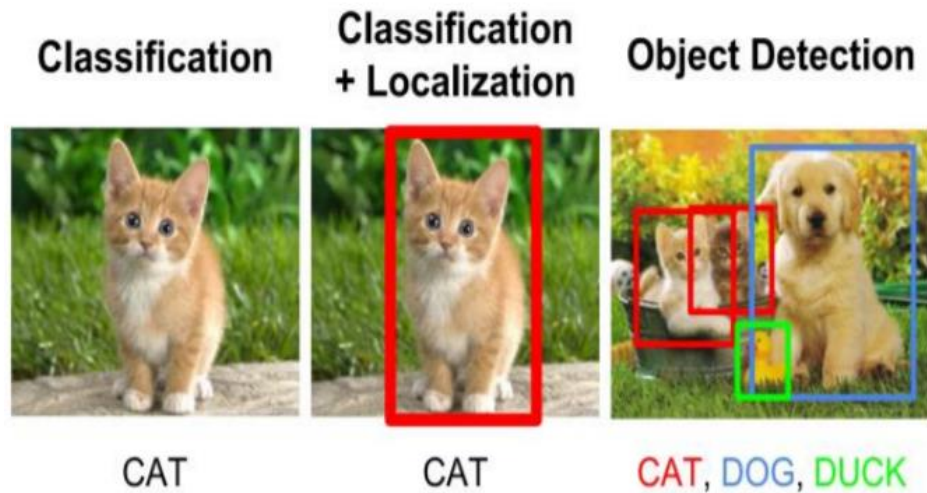 Classification
Classification
+ Localization
Object Detection
CAT
CAT
CAT, DOG, DUCK